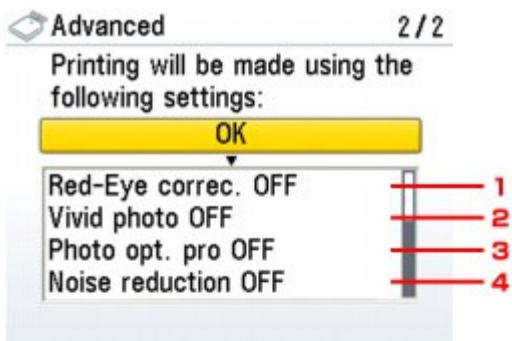 Advanced 2/2
Printing will be made using the
following settings:
OK
Red-Eye correc. OFF 1
Vivid photo OFF 2
Photo opt. pro OFF 3
Noise reduction OFF 4